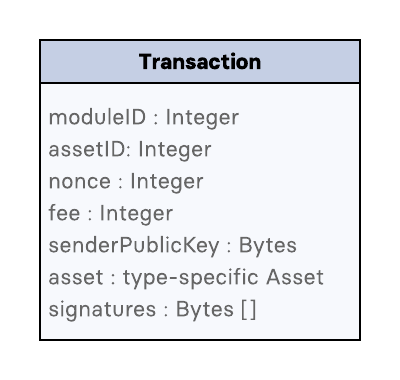 Transaction
moduleID : Integer
assetID: Integer
nonce : Integer
fee : Integer
senderPublicKey : Bytes
asset : type-specific Asset
signatures : Bytes []